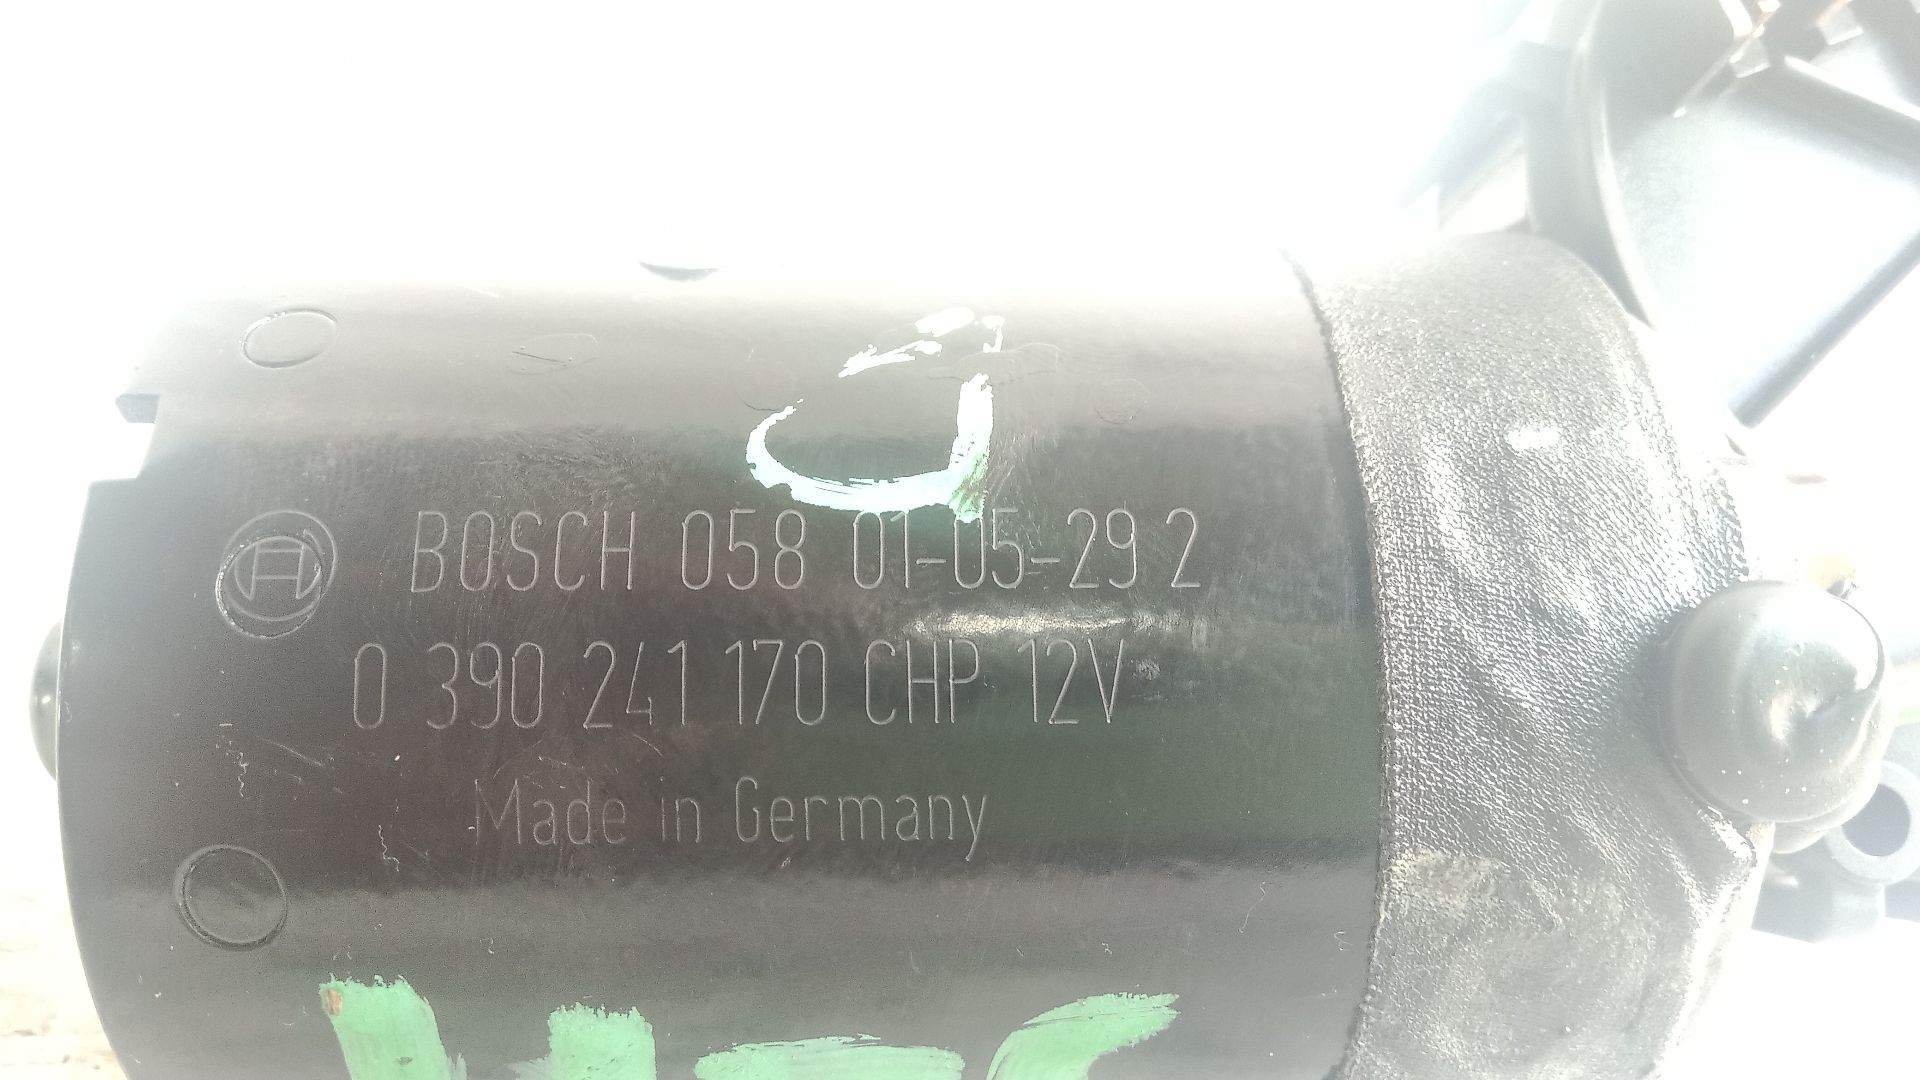 BOSCH 058 01-05-29 2
0 390 241 170 CHP 12V
Made in Germany